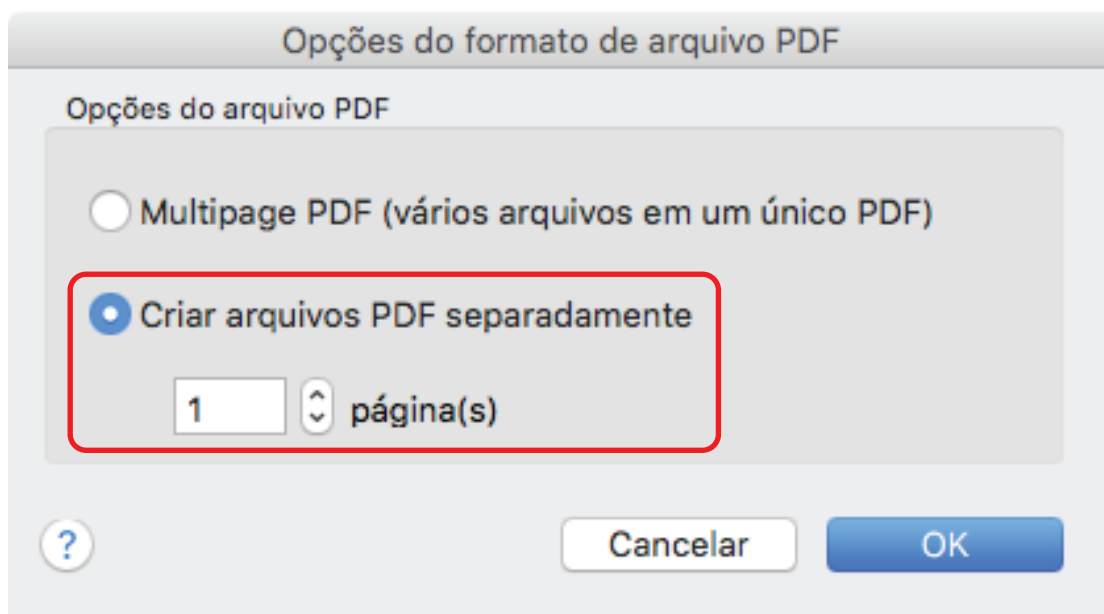 Opções do formato de arquivo PDF
Opções do arquivo PDF
Multipage PDF (vários arquivos em um único PDF)
Criar arquivos PDF separadamente
1 página(s)
? Cancelar OK